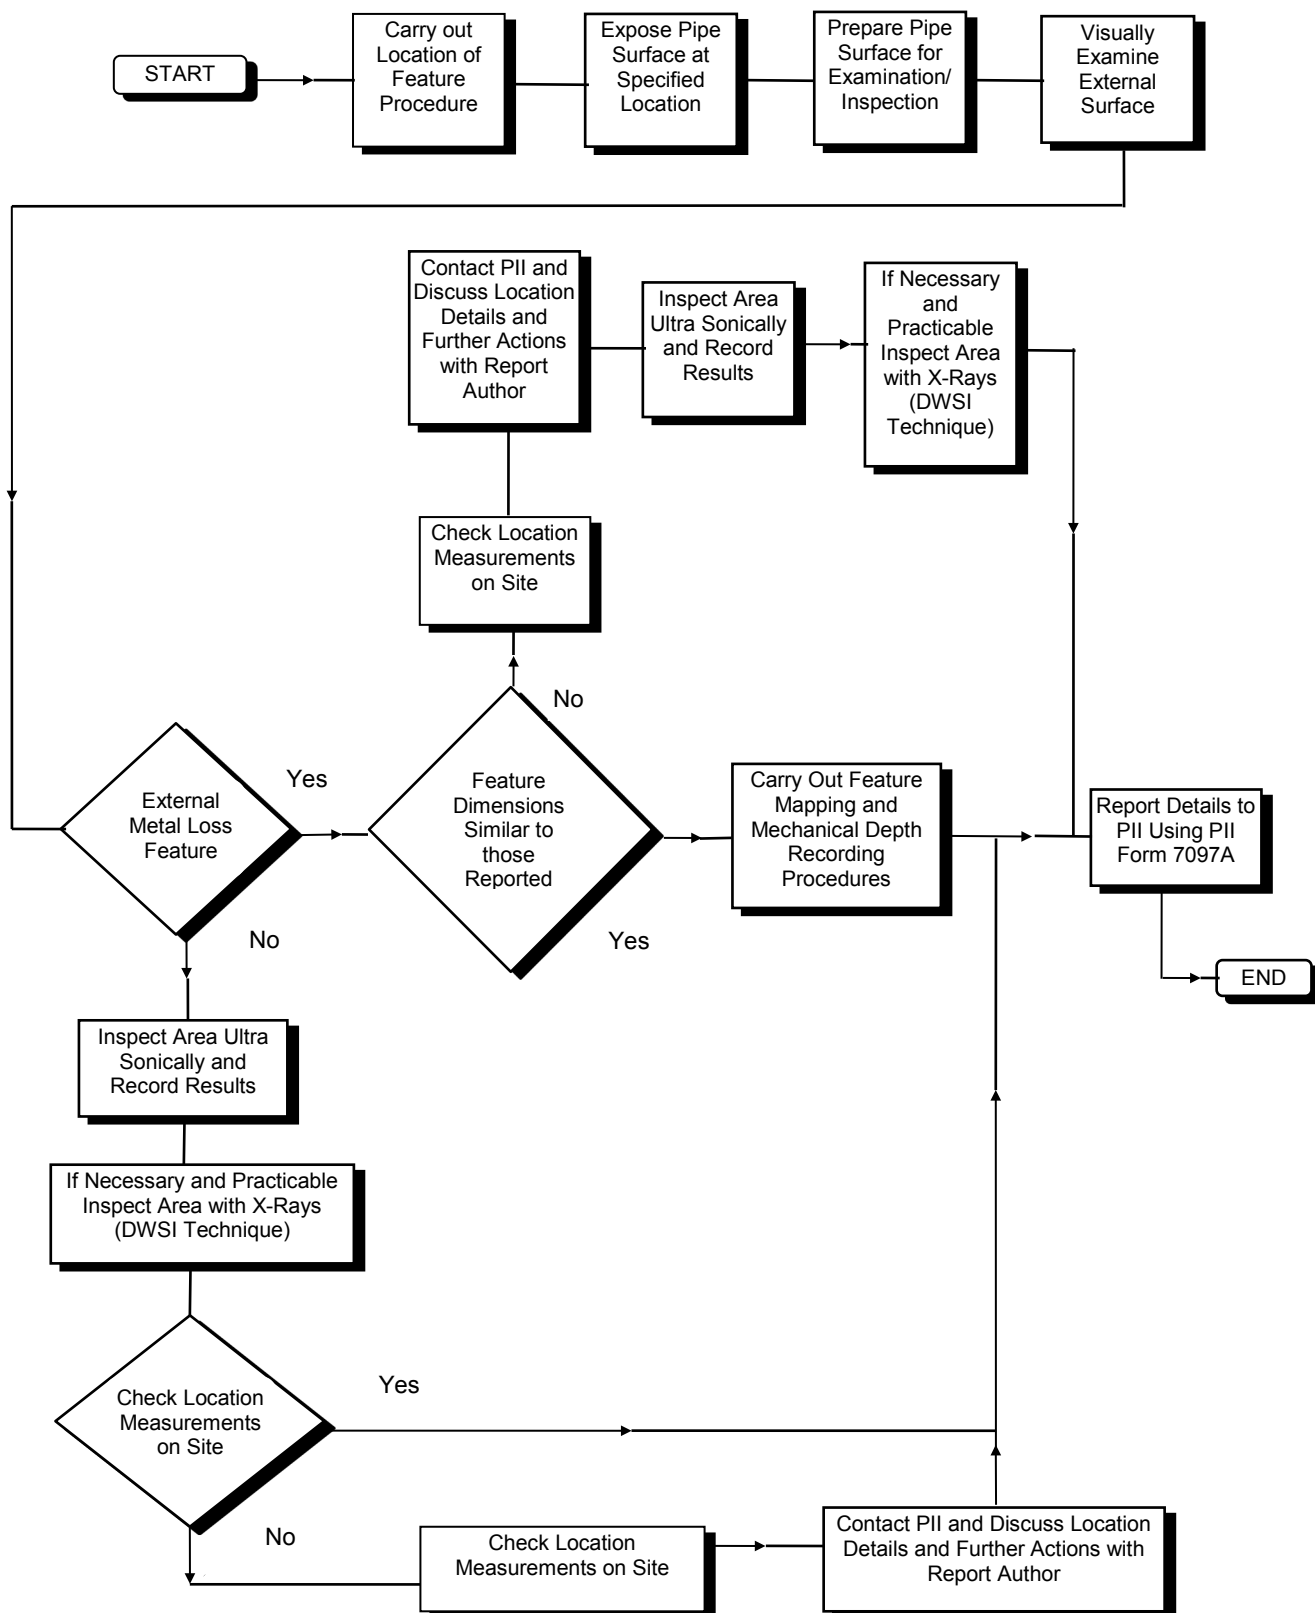 START
Carry out
Location of
Feature
Procedure
Expose Pipe
Surface at
Specified
Location
Prepare Pipe
Surface for
Examination/
Inspection
Visually
Examine
External
Surface
Contact PII and
Discuss Location
Details and
Further Actions
with Report
Author
Inspect Area
Ultra Sonically
and Record
Results
If Necessary
and
Practicable
Inspect Area
with X-Rays
(DWSI
Technique)
Check Location
Measurements
on Site
No
External
Metal Loss
Feature
Yes
Feature
Dimensions
Similar to
those
Reported
Carry Out Feature
Mapping and
Mechanical Depth
Recording
Procedures
Report Details to
PII Using PII
Form 7097A
No
Yes
END
Inspect Area Ultra
Sonically and
Record Results
If Necessary and Practicable
Inspect Area with X-Rays
(DWSI Technique)
Check Location
Measurements
on Site
Yes
No
Check Location
Measurements on Site
Contact PII and Discuss Location
Details and Further Actions with
Report Author